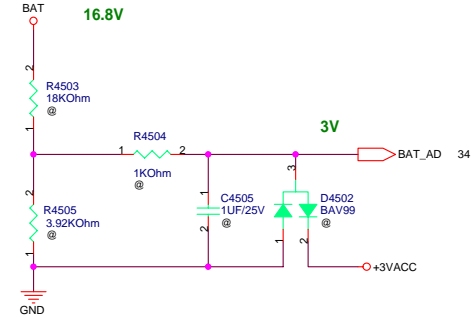 BAT
16.8V
2
R4503
18KOhm
@
1
R4504
1
2
1KOhm
@
3V
BAT_AD
34
2
R4505
3.92KOhm
@
1
1
C4505
1UF/25V
@
2
3
D4502
BAV99
@
1
2
+3VACC
GND